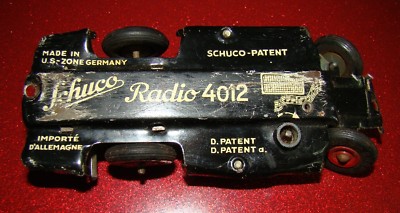 MADE IN
U.S-ZONE GERMANY
SCHUCO-PATENT
Schuco Radio 4012
IMPORTÉ
D'ALLEMAGNE
D. PATENT
D. PATENT a.